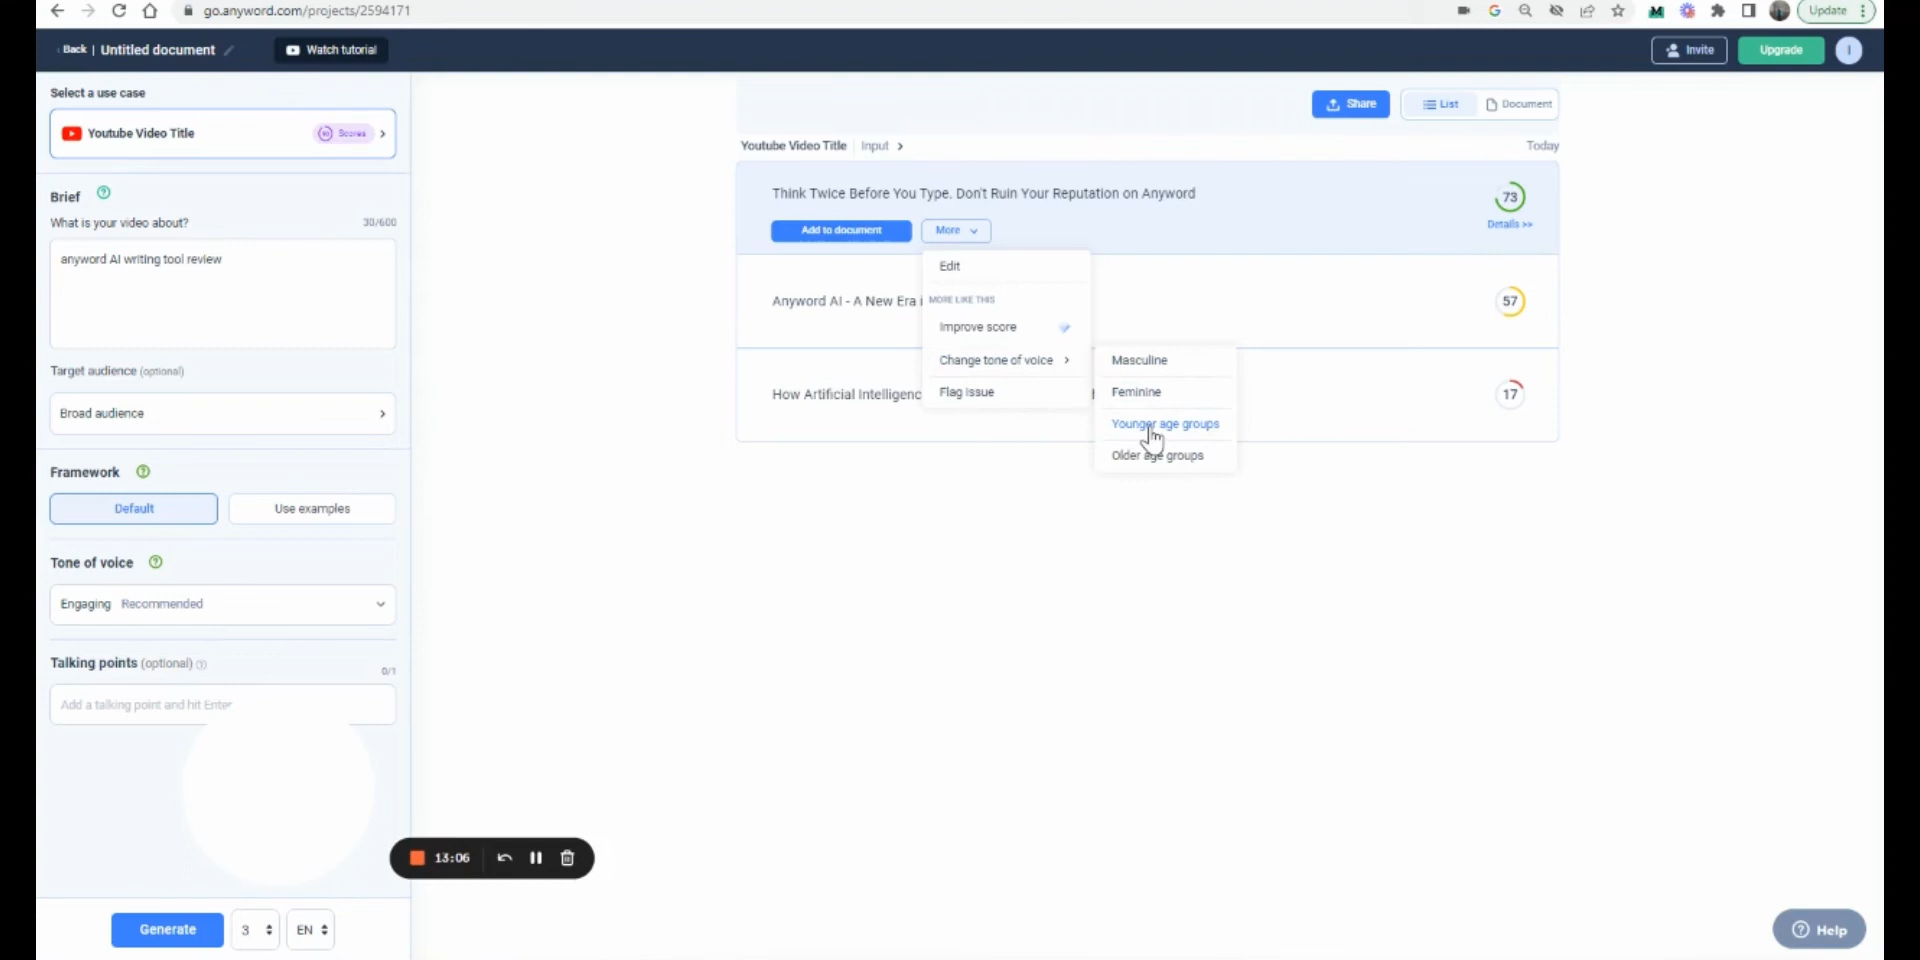 go.anyword.com/projects/2594171
Update
Back | Untitled document
Watch tutorial
Invite
Upgrade
I
Select a use case
Youtube Video Title
Scores
Brief
What is your video about?
30/600
anyword AI writing tool review
Target audience (optional)
Broad audience
Framework
Default
Use examples
Tone of voice
Engaging Recommended
Talking points (optional)
0/1
Add a talking point and hit Enter
Generate
3
EN
13:06
Share
List
Document
Youtube Video Title | Input
Today
Think Twice Before You Type. Don't Ruin Your Reputation on Anyword
73
Details >>
Add to document
More
Edit
MORE LIKE THIS
Improve score
Change tone of voice
Flag issue
Masculine
Feminine
Younger age groups
Older age groups
Anyword AI - A New Era
57
How Artificial Intelligenc
17
Help